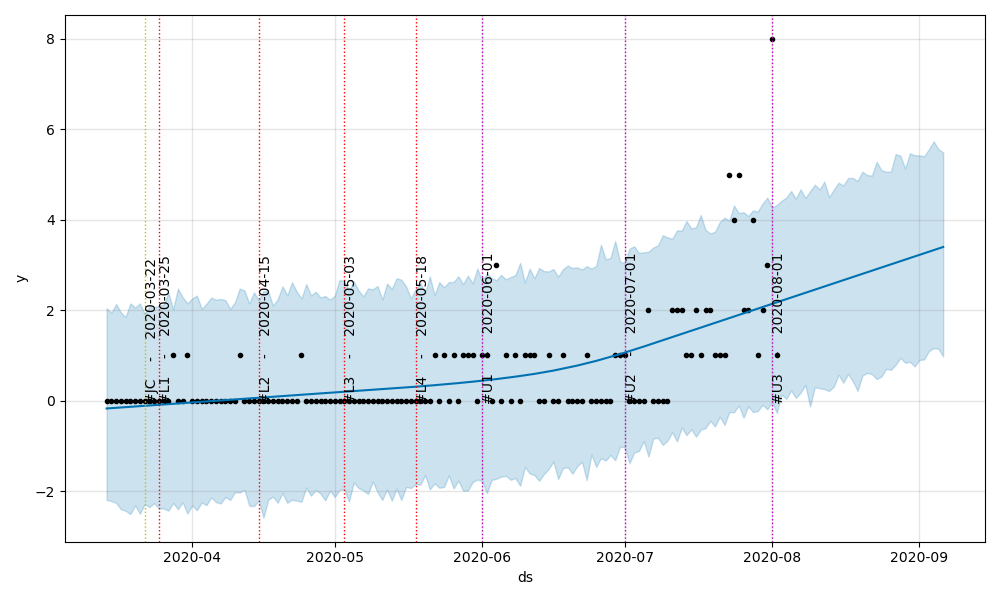 8
6
4
2
0
−2
y
#JC - 2020-03-22
#L1 - 2020-03-25
#L2 - 2020-04-15
#L3 - 2020-05-03
#L4 - 2020-05-18
#U1 - 2020-06-01
#U2 - 2020-07-01
#U3 - 2020-08-01
2020-04
2020-05
2020-06
2020-07
2020-08
2020-09
ds